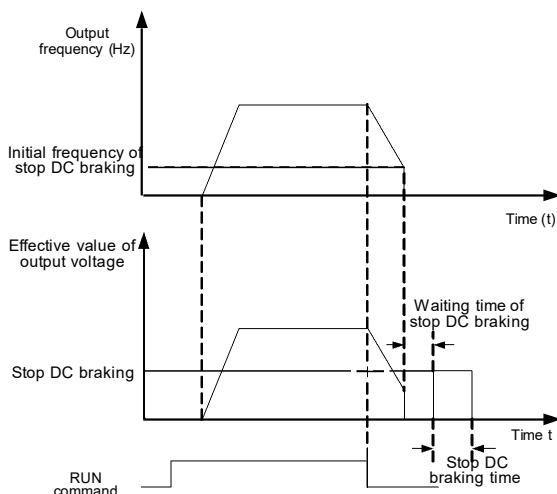 Output
frequency (Hz)
Initial frequency of
stop DC braking
Time (t)
Effective value of
output voltage
Waiting time of
stop DC braking
Stop DC braking
Time t
Stop DC
braking time
RUN
command